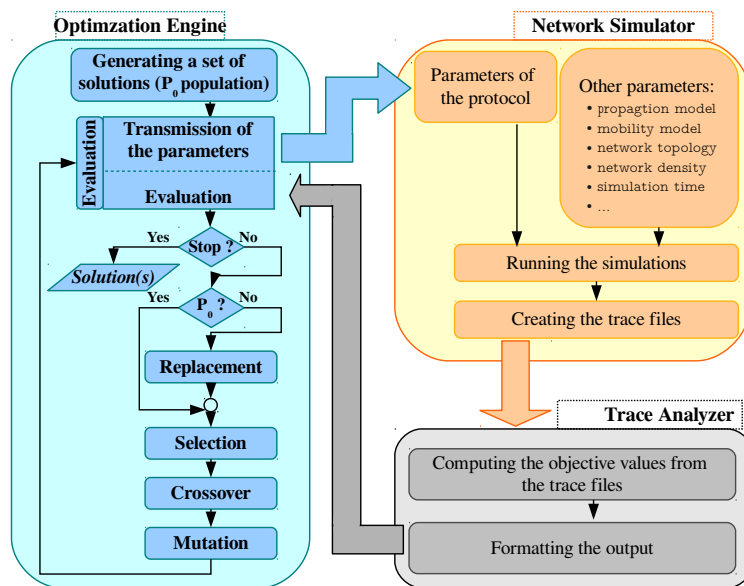 Optimzation Engine
Generating a set of
solutions (P0 population)
Evaluation
Transmission of
the parameters
Evaluation
Yes
Stop ?
No
Solution(s)
Yes
P0 ?
No
Replacement
Selection
Crossover
Mutation
Network Simulator
Parameters of
the protocol
Other parameters:
• propagtion model
• mobility model
• network topology
• network density
• simulation time
• ...
Running the simulations
Creating the trace files
Trace Analyzer
Computing the objective values from
the trace files
Formatting the output